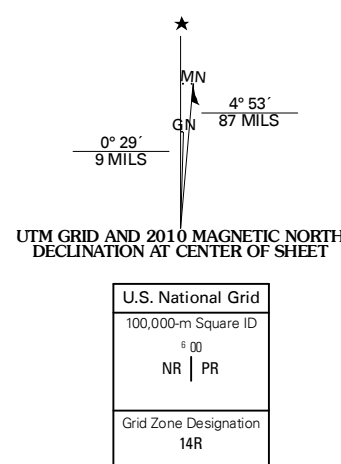 MN
4° 53´
87 MILS
GN
0° 29´
9 MILS
UTM GRID AND 2010 MAGNETIC NORTH
DECLINATION AT CENTER OF SHEET
U.S. National Grid
100,000-m Square ID
6 00
NR PR
Grid Zone Designation
14R